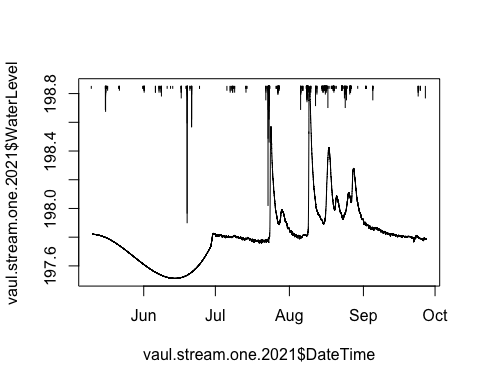 vaul.stream.one.2021$WaterLevel
198.8
198.4
198.0
197.6
Jun Jul Aug Sep Oct
vaul.stream.one.2021$DateTime